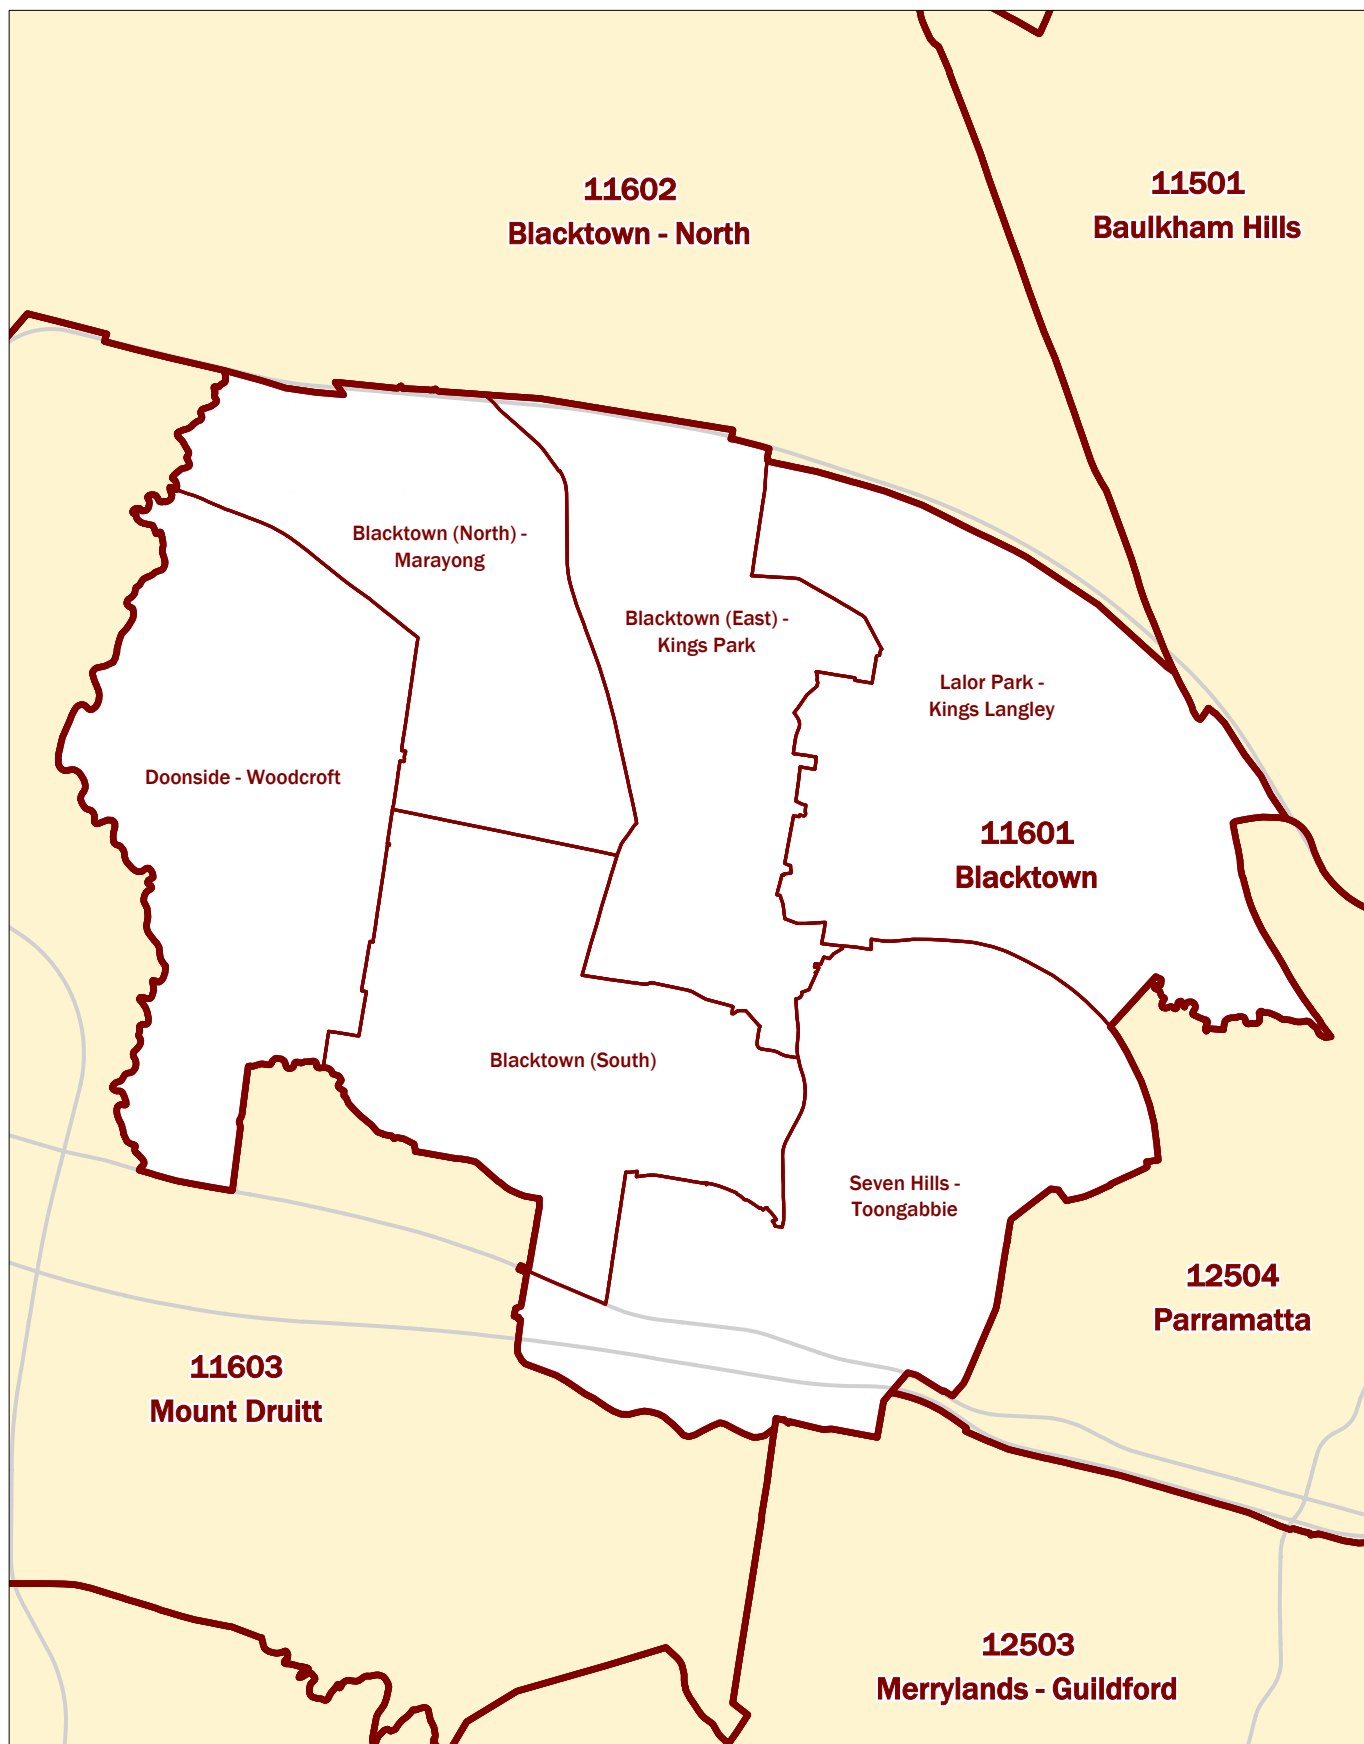 11602
Blacktown - North
11501
Baulkham Hills
Blacktown (North) -
Marayong
Blacktown (East) -
Kings Park
Lalor Park -
Kings Langley
Doonside - Woodcroft
11601
Blacktown
Blacktown (South)
Seven Hills -
Toongabbie
12504
Parramatta
11603
Mount Druitt
12503
Merrylands - Guildford